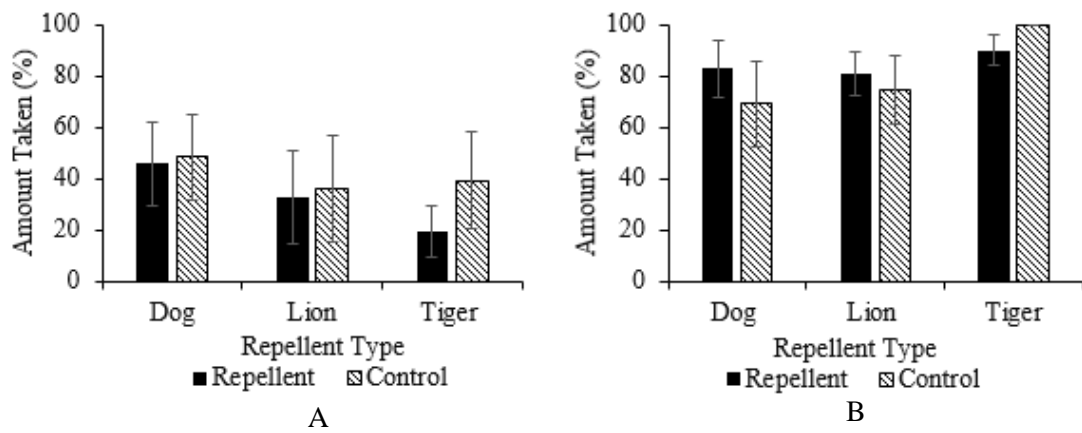 Amount Taken (%)
100
80
60
40
20
0
Dog Lion Tiger
Repellent Type
Repellent Control
A
Amount Taken (%)
100
80
60
40
20
0
Dog Lion Tiger
Repellent Type
Repellent Control
B